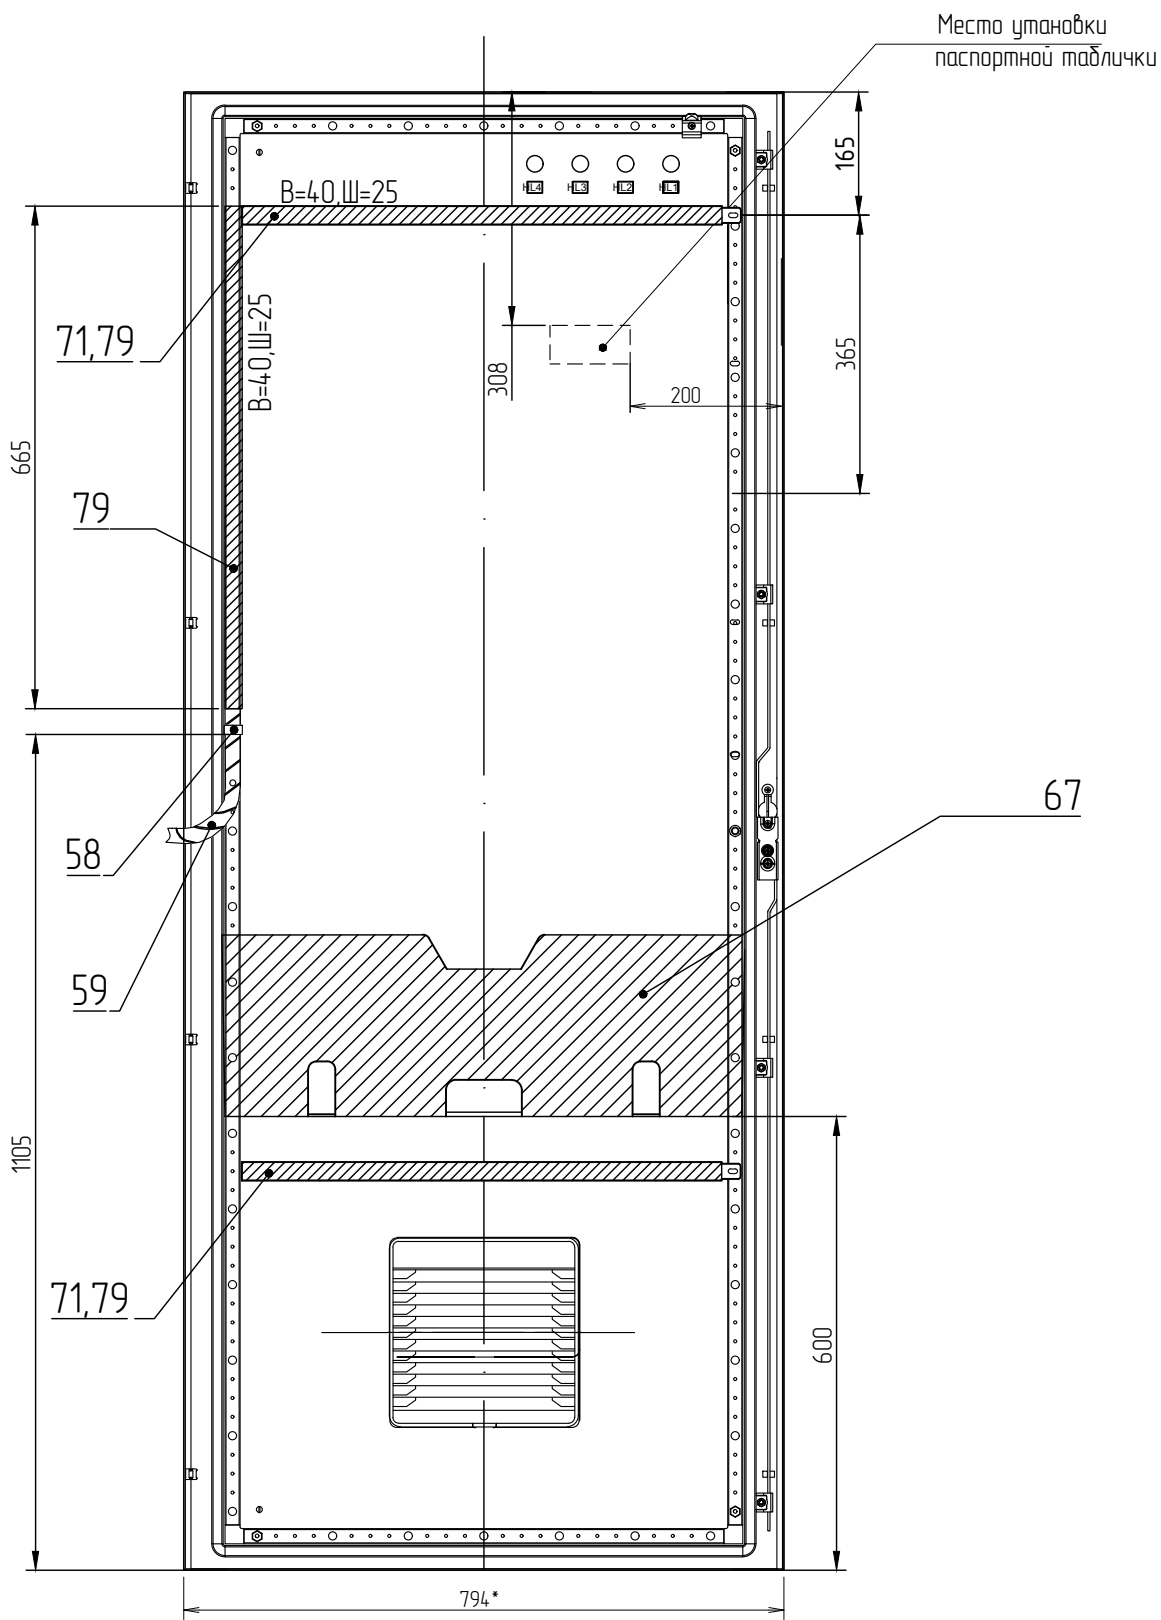 Место утановки
паспортной таблички
165
HL4 HL3 HL2 HL1
В=40,Ш=25
71,79
В=40,Ш=25
308
365
200
665
79
67
58
59
1105
71,79
600
794*